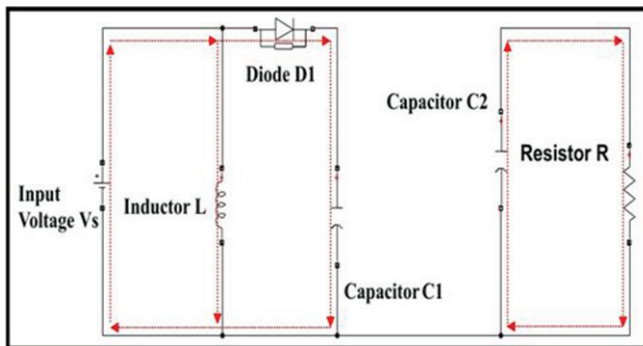 Diode D1
Capacitor C2
Resistor R
Input
Voltage Vs
Inductor L
Capacitor C1